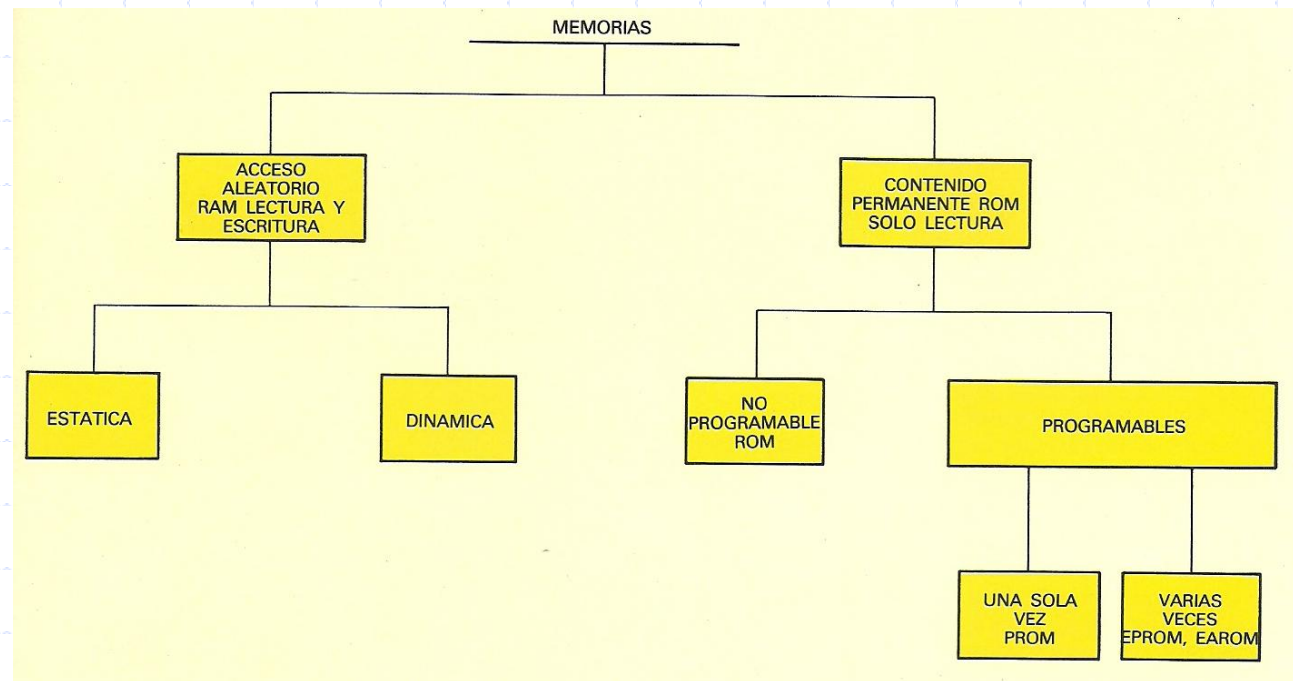 MEMORIAS
ACCESO
ALEATORIO
RAM LECTURA Y
ESCRITURA
CONTENIDO
PERMANENTE ROM
SOLO LECTURA
ESTATICA
DINAMICA
NO
PROGRAMABLE
ROM
PROGRAMABLES
UNA SOLA
VEZ
PROM
VARIAS
VECES
EPROM, EAROM